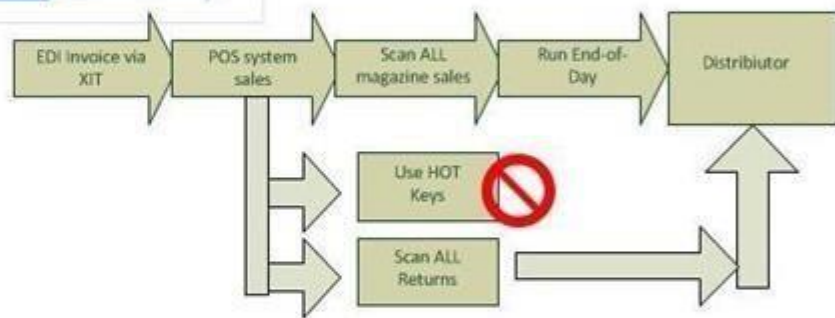 EDI Invoice via
XIT
POS system
sales
Scan ALL
magazine sales
Run End-of-
Day
Distribiutor
Use HOT
Keys
Scan ALL
Returns